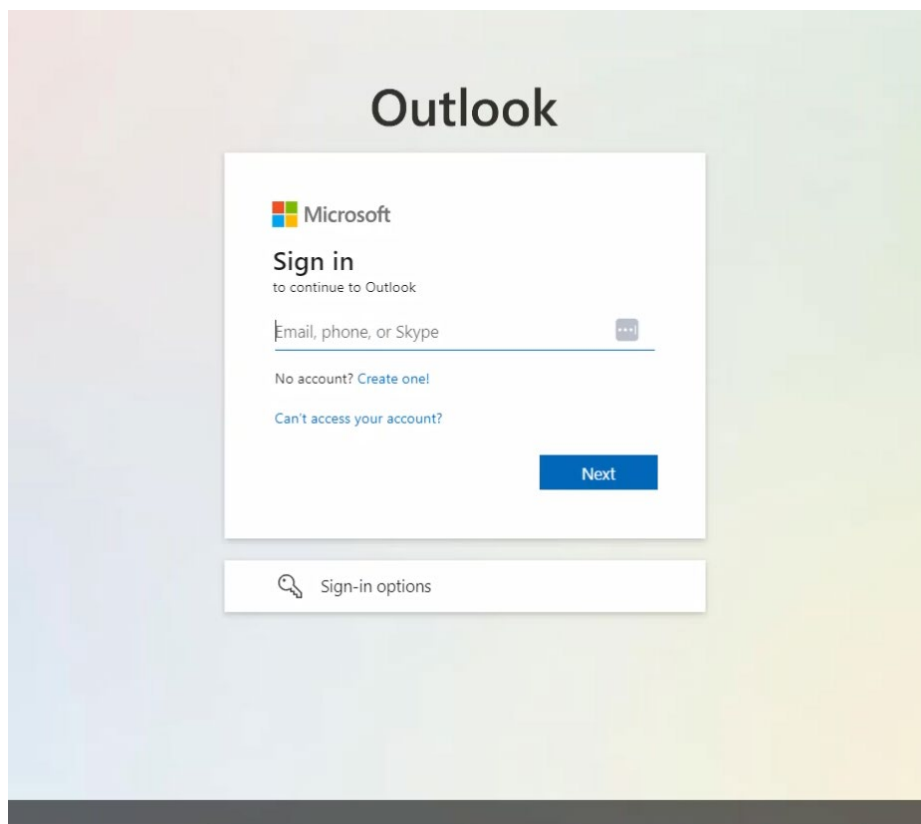 Outlook
Microsoft
Sign in
to continue to Outlook
Email, phone, or Skype
No account? Create one!
Can't access your account?
Next
Sign-in options